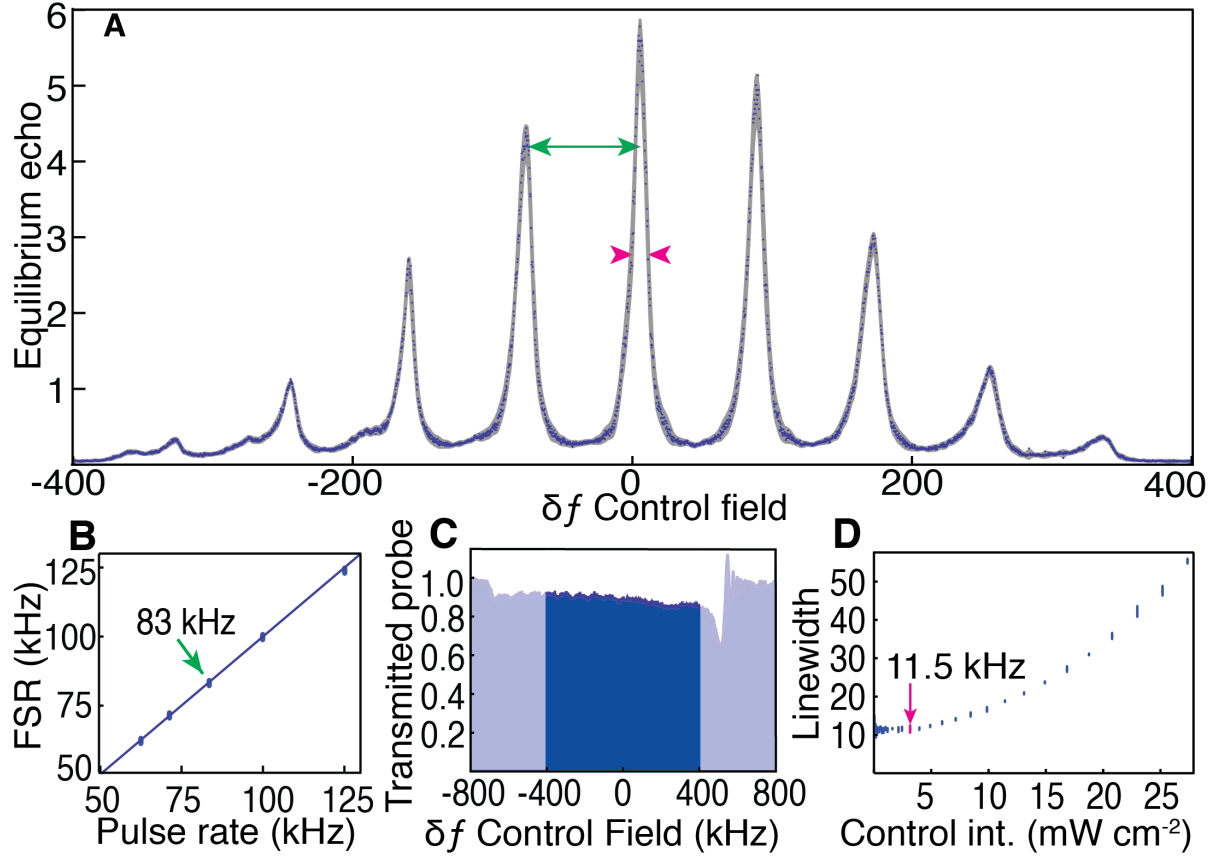 A
Equilibrium echo
6
5
4
3
2
1
-400
-200
0
200
400
δf Control field
B
FSR (kHz)
125
100
75
50
83 kHz
50
75
100
125
Pulse rate (kHz)
C
Transmitted probe
1.0
0.8
0.6
0.4
0.2
-800
-400
0
400
800
δf Control Field (kHz)
D
Linewidth
50
40
30
20
10
11.5 kHz
5
10
15
20
25
Control int. (mW cm-2)